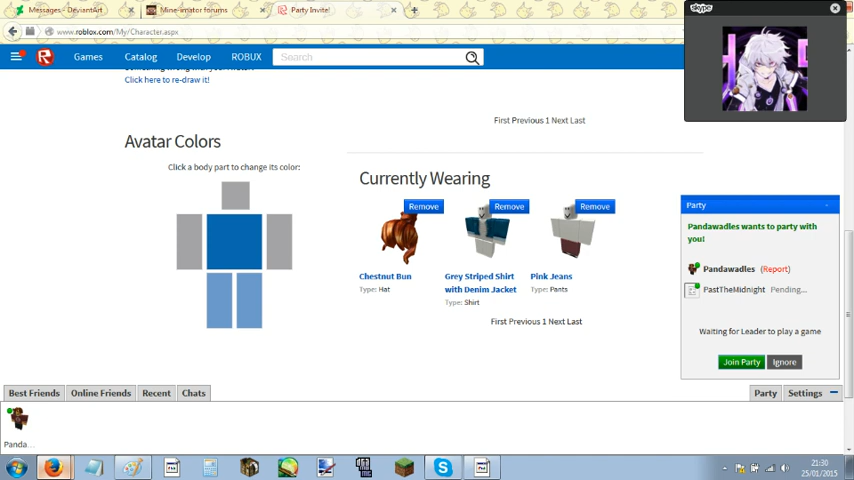 Messages - DeviantArt
Mine-imator forums
Party Invite!
skype
www.roblox.com/My/Character.aspx
R
Games
Catalog
Develop
ROBUX
Search
Click here to re-draw it!
First Previous 1 Next Last
Avatar Colors
Click a body part to change its color:
Currently Wearing
Remove
Remove
Remove
Chestnut Bun
Type: Hat
Grey Striped Shirt
with Denim Jacket
Type: Shirt
Pink Jeans
Type: Pants
First Previous 1 Next Last
Party
Pandawadles wants to party with
you!
Pandawadles (Report)
PastTheMidnight Pending...
Waiting for Leader to play a game
Join Party
Ignore
Best Friends
Online Friends
Recent
Chats
Party
Settings
Panda...
21:30
25/01/2015